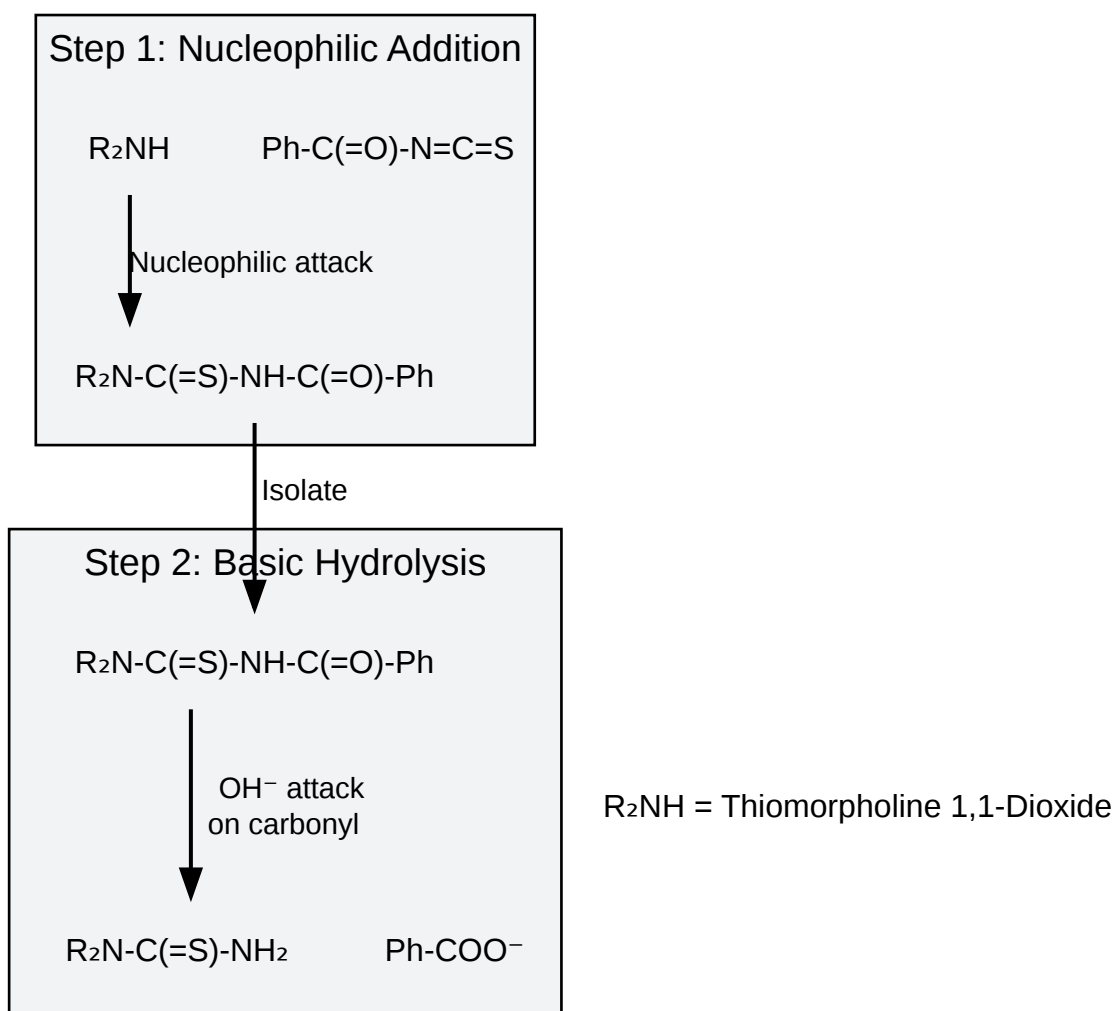 Step 1: Nucleophilic Addition
R₂NH
Ph-C(=O)-N=C=S
Nucleophilic attack
R₂N-C(=S)-NH-C(=O)-Ph
Isolate
Step 2: Basic Hydrolysis
R₂N-C(=S)-NH-C(=O)-Ph
OH⁻ attack
on carbonyl
R₂NH = Thiomorpholine 1,1-Dioxide
R₂N-C(=S)-NH₂
Ph-COO⁻